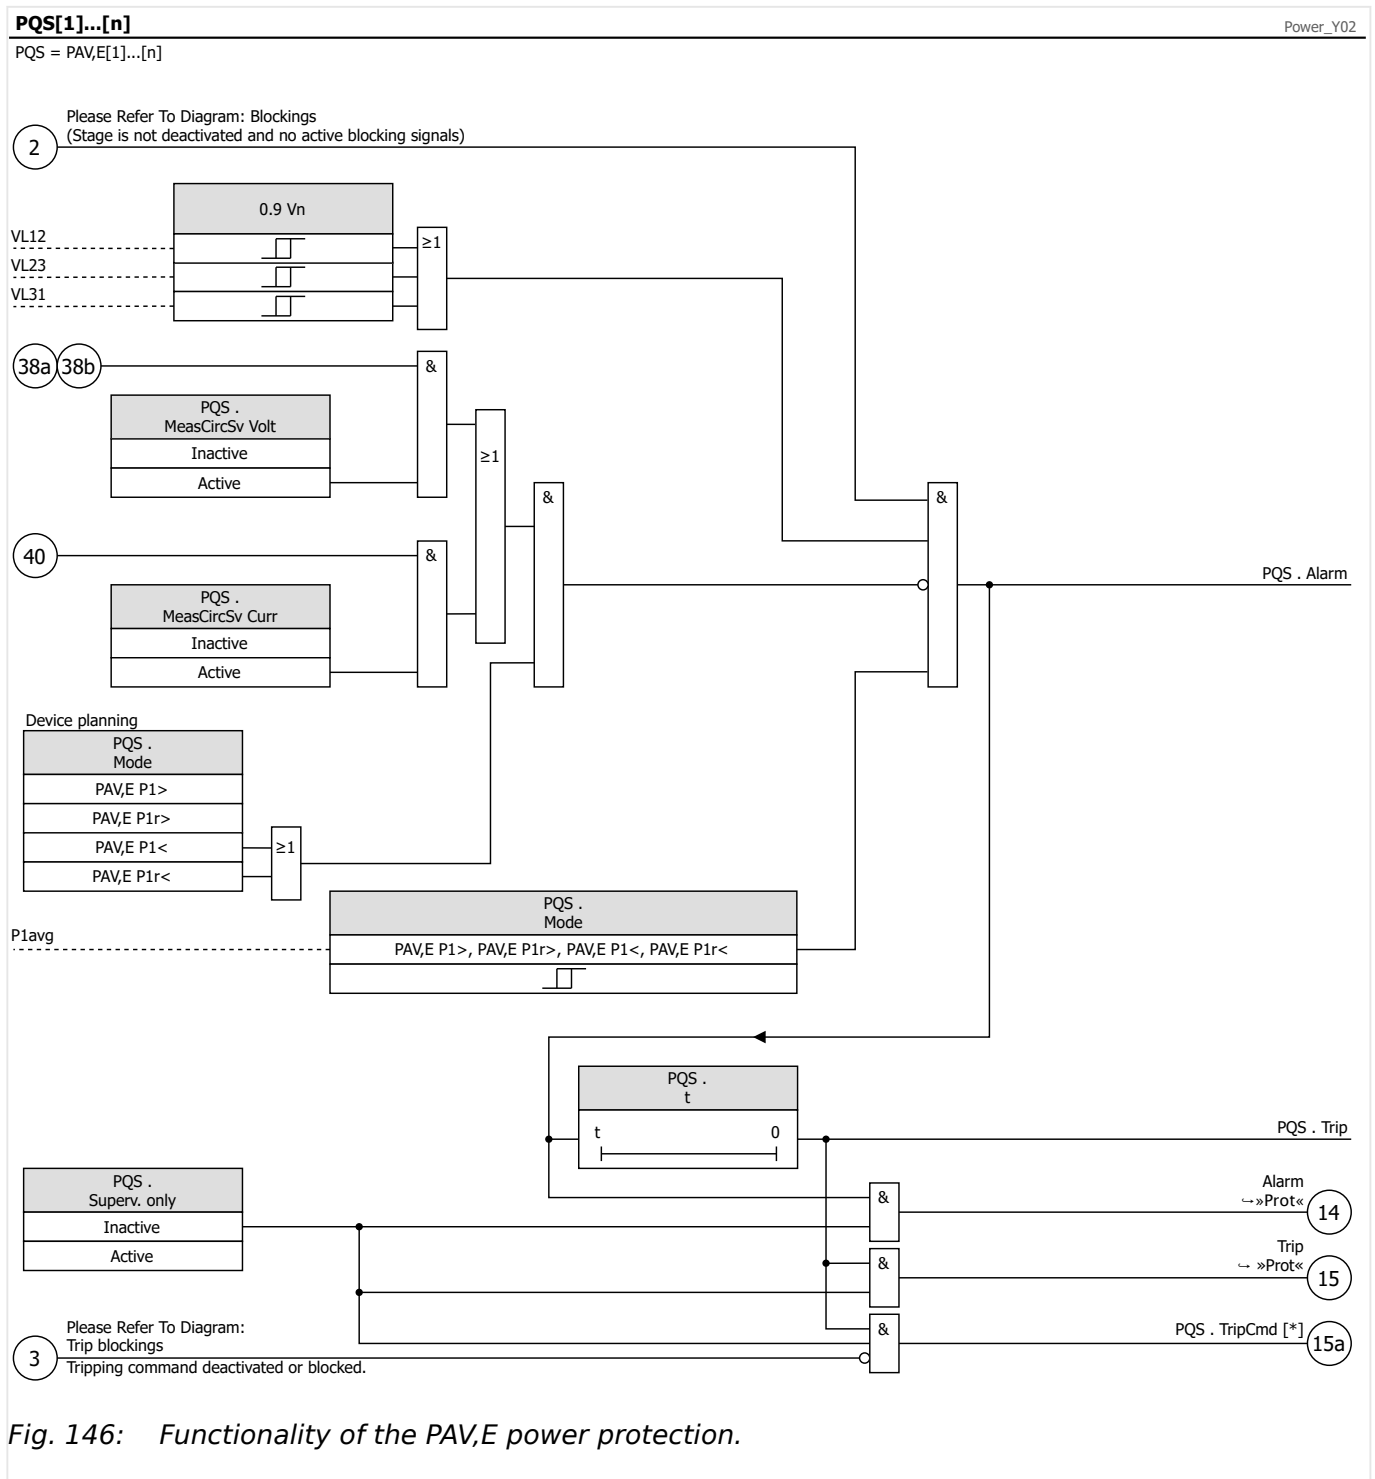 PQS[1]...[n]
Power_Y02
PQS = PAV,E[1]...[n]
Please Refer To Diagram: Blockings
(Stage is not deactivated and no active blocking signals)
2
0.9 Vn
VL12
VL23
VL31
≥1
38a
38b
&
PQS .
MeasCircSv Volt
Inactive
Active
≥1
&
&
40
&
PQS .
MeasCircSv Curr
Inactive
Active
PQS . Alarm
Device planning
PQS .
Mode
PAV,E P1>
PAV,E P1r>
PAV,E P1<
PAV,E P1r<
≥1
PQS .
Mode
P1avg
PAV,E P1>, PAV,E P1r>, PAV,E P1<, PAV,E P1r<
PQS .
t
t 0
PQS . Trip
PQS .
Superv. only
Inactive
Active
&
Alarm
↪»Prot«
14
&
Trip
↪ »Prot«
15
Please Refer To Diagram:
Trip blockings
Tripping command deactivated or blocked.
3
&
PQS . TripCmd [*]
15a
Fig. 146: Functionality of the PAV,E power protection.